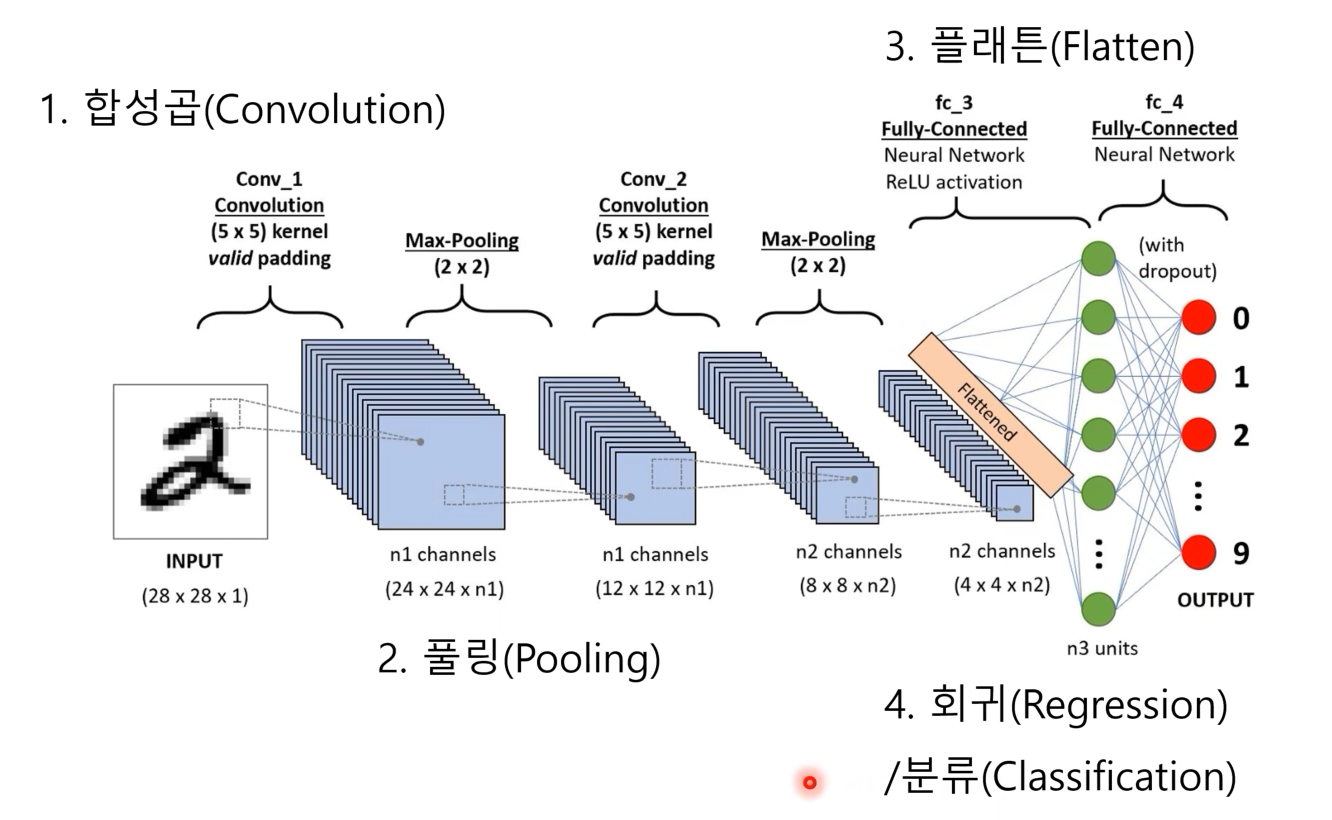 3. 플래튼(Flatten)
1. 합성곱(Convolution)
fc_3
Fully-Connected
Neural Network
ReLU activation
fc_4
Fully-Connected
Neural Network
Conv_1
Convolution
(5 x 5) kernel
valid padding
Max-Pooling
(2 x 2)
Conv_2
Convolution
(5 x 5) kernel
valid padding
Max-Pooling
(2 x 2)
(with
dropout)
Flattened
0
1
2
9
OUTPUT
INPUT
(28 x 28 x 1)
n1 channels
(24 x 24 x n1)
n1 channels
(12 x 12 x n1)
n2 channels
(8 x 8 x n2)
n2 channels
(4 x 4 x n2)
n3 units
2. 풀링(Pooling)
4. 회귀(Regression)
/분류(Classification)